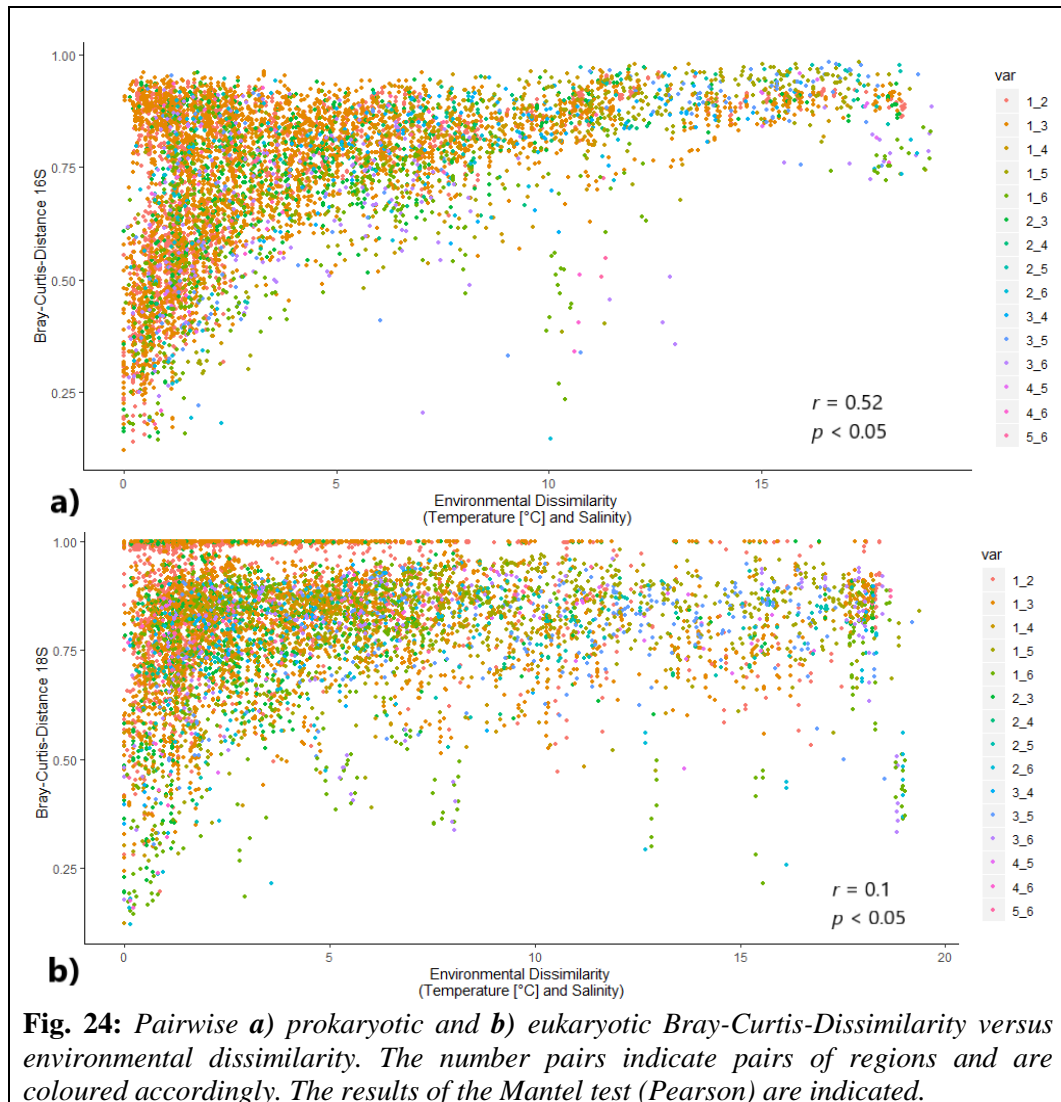 1.00
0.75
0.50
0.25
Bray-Curtis-Distance 16S
0
5
10
15
Environmental Dissimilarity
(Temperature [°C] and Salinity)
r = 0.52
p < 0.05
a)
var
1_2
1_3
1_4
1_5
1_6
2_3
2_4
2_5
2_6
3_4
3_5
3_6
4_5
4_6
5_6
1.00
0.75
0.50
0.25
Bray-Curtis-Distance 18S
0
5
10
15
20
Environmental Dissimilarity
(Temperature [°C] and Salinity)
r = 0.1
p < 0.05
b)
var
1_2
1_3
1_4
1_5
1_6
2_3
2_4
2_5
2_6
3_4
3_5
3_6
4_5
4_6
5_6
Fig. 24: Pairwise a) prokaryotic and b) eukaryotic Bray-Curtis-Dissimilarity versus
environmental dissimilarity. The number pairs indicate pairs of regions and are
coloured accordingly. The results of the Mantel test (Pearson) are indicated.